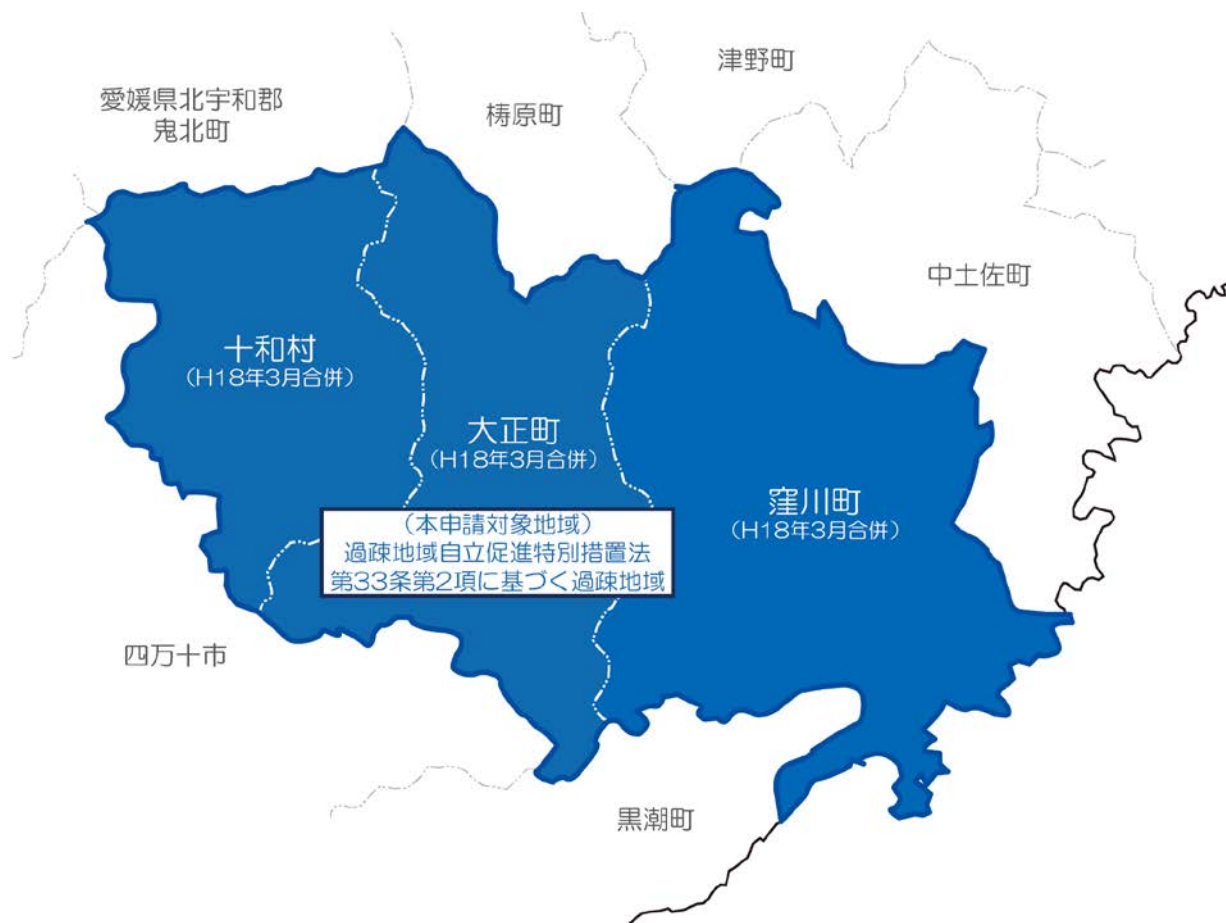 津野町
愛媛県北宇和郡
鬼北町
梼原町
中土佐町
十和村
(H18年3月合併)
大正町
(H18年3月合併)
窪川町
(H18年3月合併)
(本申請対象地域)
過疎地域自立促進特別措置法
第33条第2項に基づく過疎地域
四万十市
黒潮町